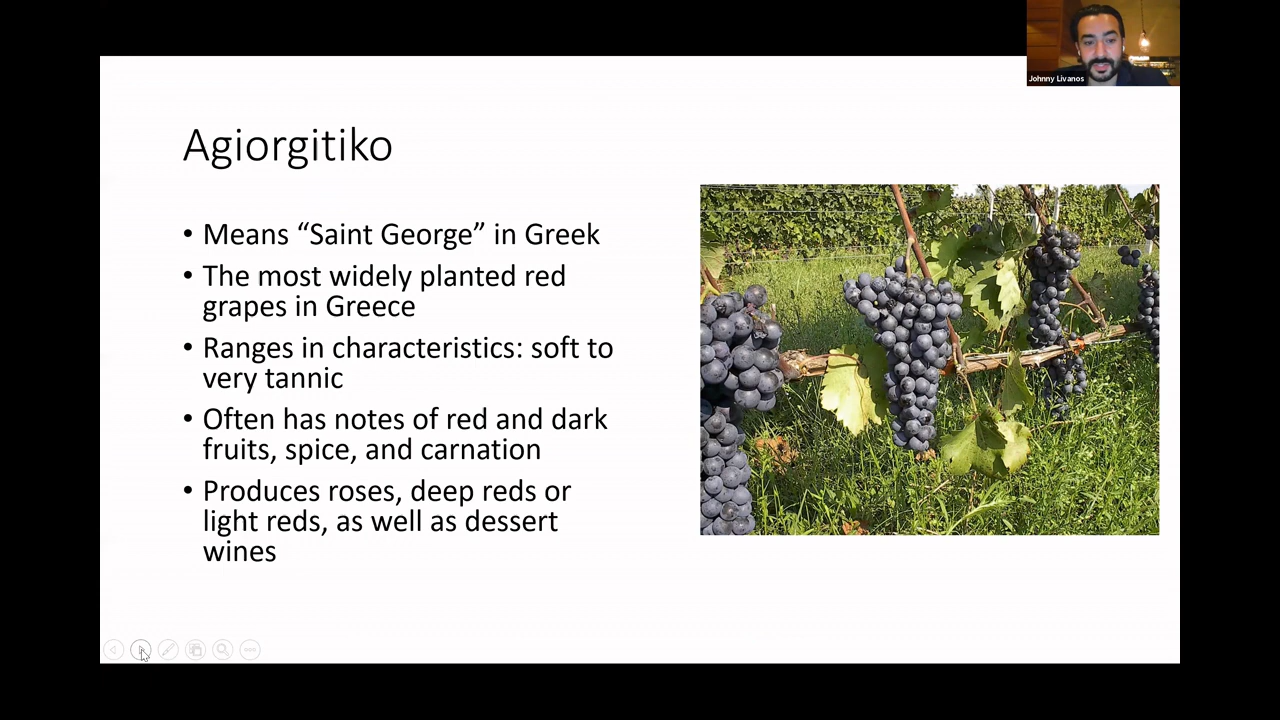 Johnny Livanos
Agiorgitiko
• Means “Saint George” in Greek
• The most widely planted red
grapes in Greece
• Ranges in characteristics: soft to
very tannic
• Often has notes of red and dark
fruits, spice, and carnation
• Produces roses, deep reds or
light reds, as well as dessert
wines